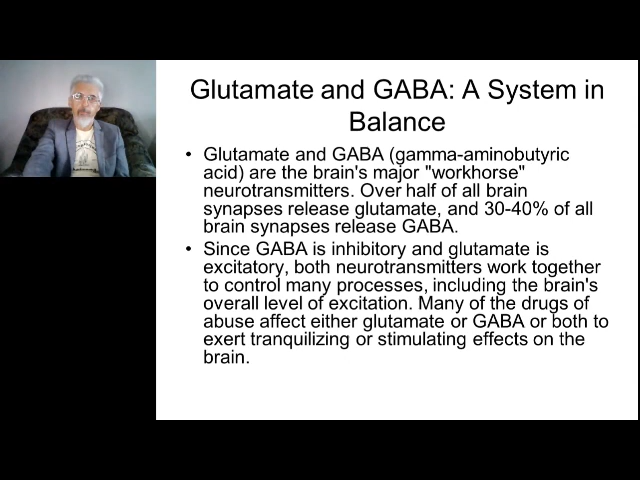 Glutamate and GABA: A System in
Balance
• Glutamate and GABA (gamma-aminobutyric
acid) are the brain's major "workhorse"
neurotransmitters. Over half of all brain
synapses release glutamate, and 30-40% of all
brain synapses release GABA.
• Since GABA is inhibitory and glutamate is
excitatory, both neurotransmitters work together
to control many processes, including the brain's
overall level of excitation. Many of the drugs of
abuse affect either glutamate or GABA or both to
exert tranquilizing or stimulating effects on the
brain.